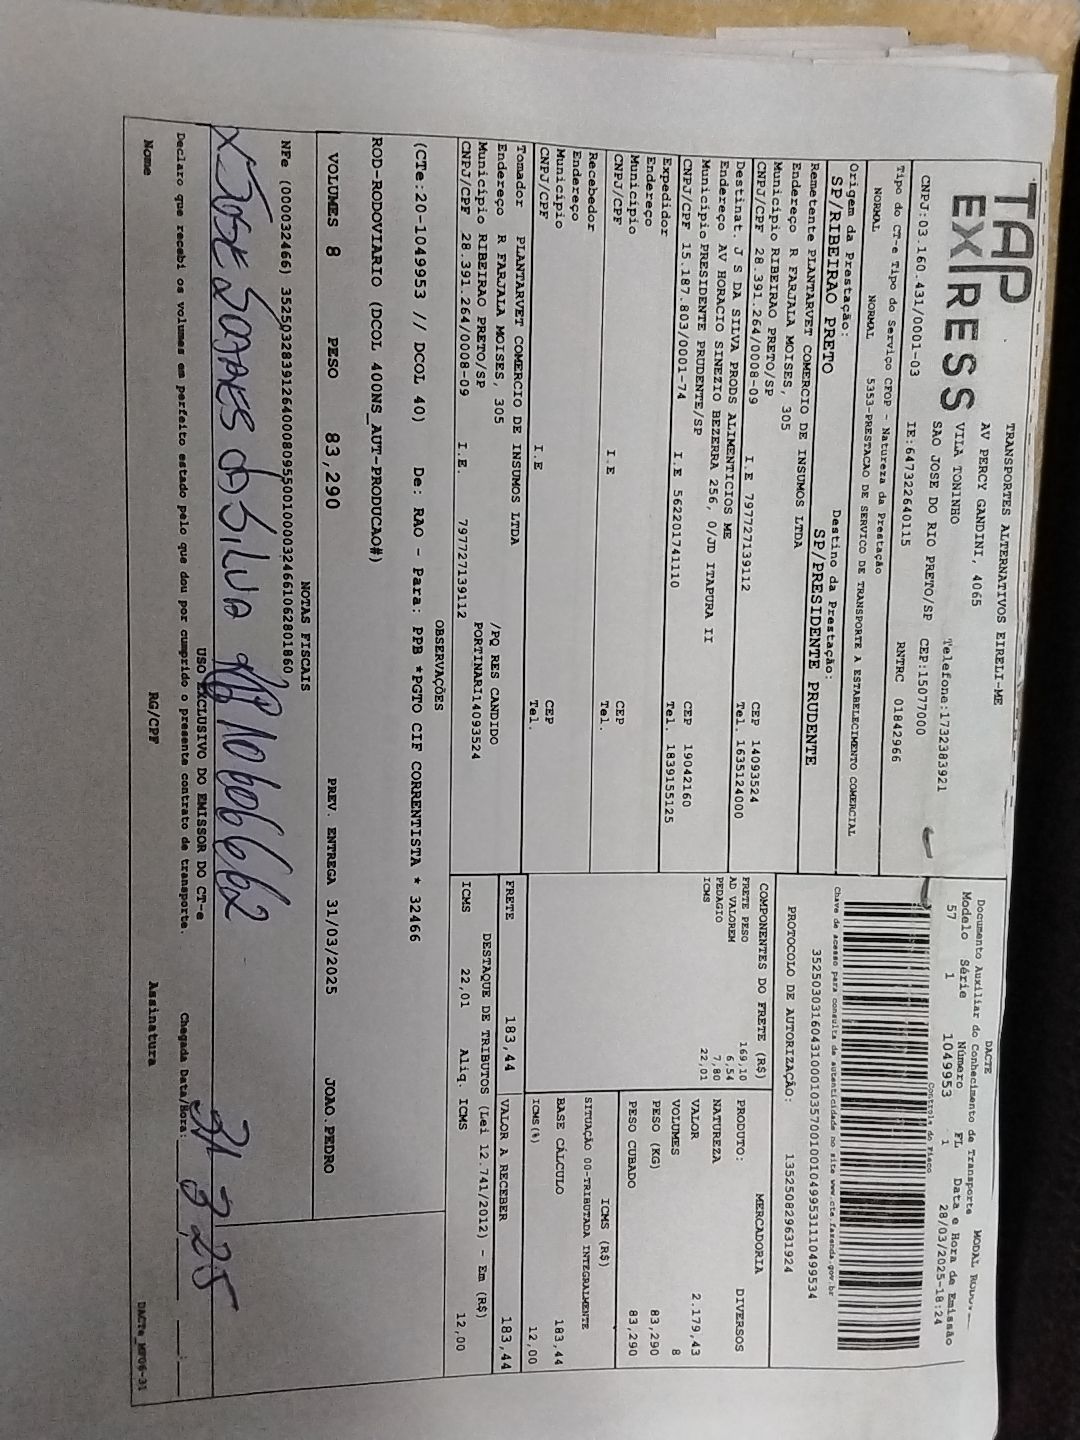 TAP
EXPRESS
TRANSPORTES ALTERNATIVOS EIRELI-ME
AV PERCY GANDINI, 4065
VILA TONINHO
SAO JOSE DO RIO PRETO/SP CEP:15077000
Telefone:1732383921
CNPJ:03.160.431/0001-03 IE:647322640115 RNTRC 01842966
DACTE
Documento Auxiliar do Conhecimento de Transporte MODAL
Modelo Série Número FL Data e Hora de Emissão
57 1 1049953 1 28/03/2025-18:24
Controle do Fisco
Chave de acesso para consulta de autenticidade no site www.cte.fazenda.gov.br
35250303160431000103570010010499531110499534
PROTOCOLO DE AUTORIZAÇÃO: 135250829631924
Tipo do CT-e Tipo do Serviço CFOP - Natureza da Prestação
NORMAL NORMAL 5353-PRESTACAO DE SERVICO DE TRANSPORTE A ESTABELECIMENTO COMERCIAL
Origem da Prestação: Destino da Prestação:
SP/RIBEIRAO PRETO SP/PRESIDENTE PRUDENTE
Remetente PLANTARVET COMERCIO DE INSUMOS LTDA
Endereço R FARJALA MOISES, 305
Município RIBEIRAO PRETO/SP CEP 14093524
CNPJ/CPF 28.391.264/0008-09 I.E 797727139112 Tel. 1635124000
Destinat. J S DA SILVA PRODS ALIMENTICIOS ME
Endereço AV HORACIO SINEZIO BEZERRA 256, 0/JD ITAPURA II
Município PRESIDENTE PRUDENTE/SP CEP 19042160
CNPJ/CPF 15.187.803/0001-74 I.E 562201741110 Tel. 1839155125
Expedidor
Endereço
Município CEP
CNPJ/CPF I.E Tel.
Recebedor
Endereço
Município CEP
CNPJ/CPF I.E Tel.
Tomador PLANTARVET COMERCIO DE INSUMOS LTDA
Endereço R FARJALA MOISES, 305 /PQ RES CANDIDO
Município RIBEIRAO PRETO/SP PORTINARI14093524
CNPJ/CPF 28.391.264/0008-09 I.E 797727139112
COMPONENTES DO FRETE (R$)
FRETE PESO 169,10
AD VALOREM 6,54
PEDAGIO 7,80
ICMS 22,01
MERCADORIA
PRODUTO: DIVERSOS
NATUREZA
VALOR 2.179,43
VOLUMES 8
PESO (KG) 83,290
PESO CUBADO 83,290
ICMS (R$)
SITUAÇÃO 00-TRIBUTADA INTEGRALMENTE
BASE CÁLCULO 183,44
ICMS(%) 12,00
FRETE 183,44 VALOR A RECEBER 183,44
DESTAQUE DE TRIBUTOS (Lei 12.741/2012) - Em (R$)
ICMS 22,01 Aliq. ICMS 12,00
OBSERVAÇÕES
(CTe:20-1049953 // DCOL 40) De: RAO - Para: PPB *PGTO CIF CORRENTISTA * 32466
ROD-RODOVIARIO (DCOL 400NS_AUT-PRODUCAO#)
VOLUMES 8 PESO 83,290 PREV. ENTREGA 31/03/2025 JOAO.PEDRO
NOTAS FISCAIS
NFe (000032466) 35250328391264000809550010000324661062801860
USO EXCLUSIVO DO EMISSOR DO CT-e
X JOSE SOARES da SILVA 10606662 31 3 25
Declaro que recebi os volumes em perfeito estado pelo que dou por cumprido o presente contrato de transporte. Chegada Data/Hora: / / :
Nome RG/CPF Assinatura DACTe_MF06-31